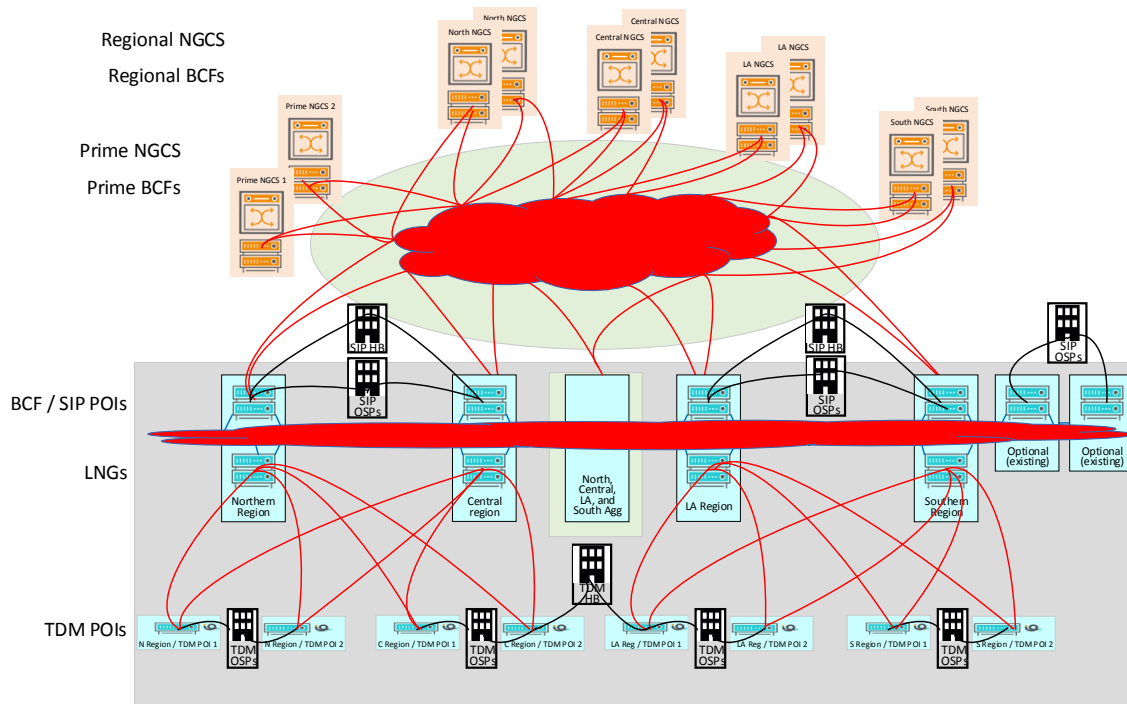 Regional NGCS
Regional BCFs
North NGCS
North NGCS
Central NGCS
Central NGCS
LA NGCS
LA NGCS
South NGCS
South NGCS
Prime NGCS
Prime BCFs
Prime NGCS 2
Prime NGCS 1
SIP HB
SIP
OSPs
SIP HB
SIP
OSPs
SIP
OSPs
BCF / SIP POIs
LNGs
Northern
Region
Central
region
North,
Central,
LA, and
South Agg
LA Region
Southern
Region
Optional
(existing)
Optional
(existing)
TDM
HB
TDM POIs
N Region / TDM POI 1
TDM
OSPs
N Region / TDM POI 2
C Region / TDM POI 1
TDM
OSPs
C Region / TDM POI 2
LA Reg / TDM POI 1
TDM
OSPs
LA Reg / TDM POI 2
S Region / TDM POI 1
TDM
OSPs
S Region / TDM POI 2